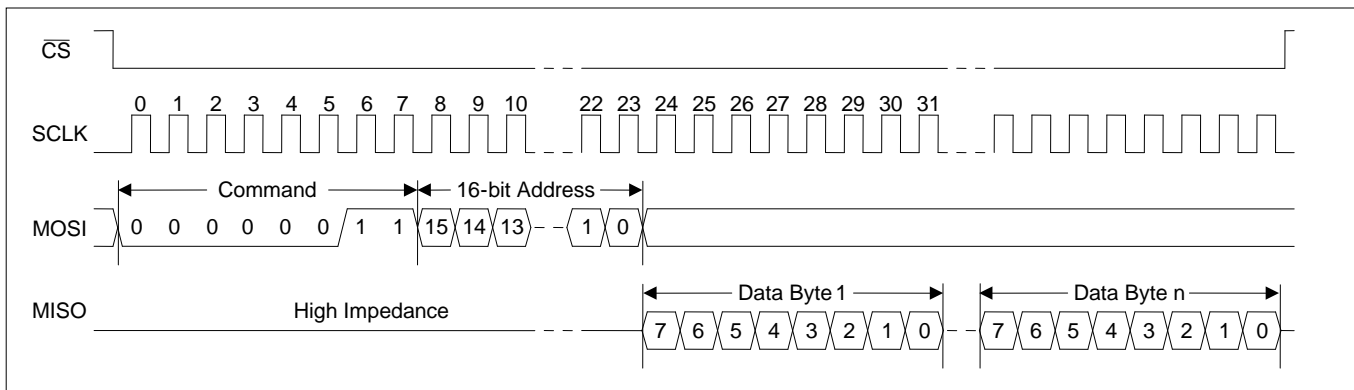 CS
0 1 2 3 4 5 6 7 8 9 10 22 23 24 25 26 27 28 29 30 31
SCLK
Command 16-bit Address
MOSI 0 0 0 0 0 0 1 1 15 14 13 1 0
Data Byte 1 Data Byte n
MISO High Impedance
7 6 5 4 3 2 1 0 7 6 5 4 3 2 1 0